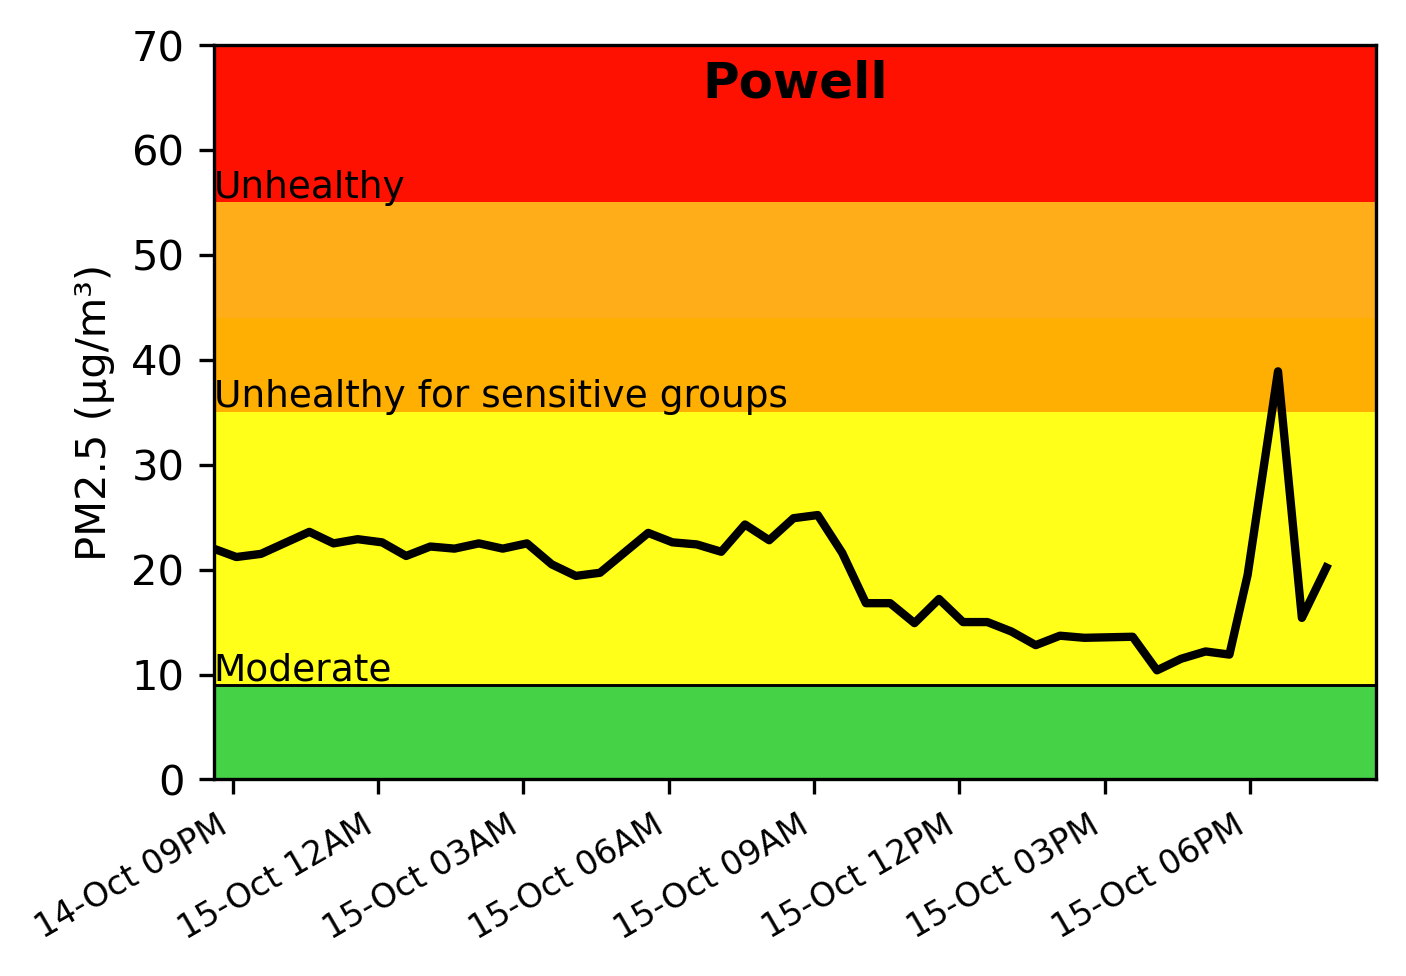 Powell
PM2.5 (µg/m³)
70
60
50
40
30
20
10
0
Unhealthy
Unhealthy for sensitive groups
Moderate
14-Oct 09PM
15-Oct 12AM
15-Oct 03AM
15-Oct 06AM
15-Oct 09AM
15-Oct 12PM
15-Oct 03PM
15-Oct 06PM